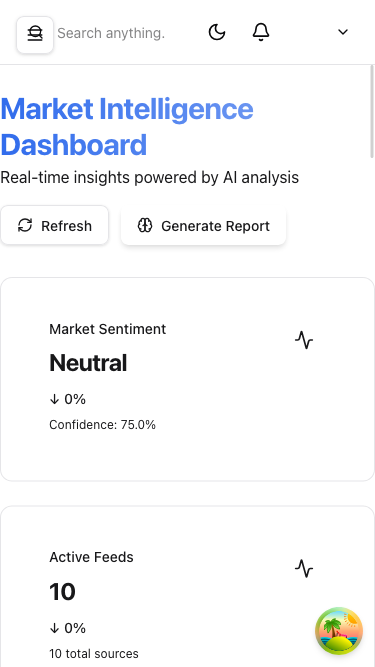 Search anything.
Market Intelligence
Dashboard
Real-time insights powered by AI analysis
Refresh
Generate Report
Market Sentiment
Neutral
↓ 0%
Confidence: 75.0%
Active Feeds
10
↓ 0%
10 total sources